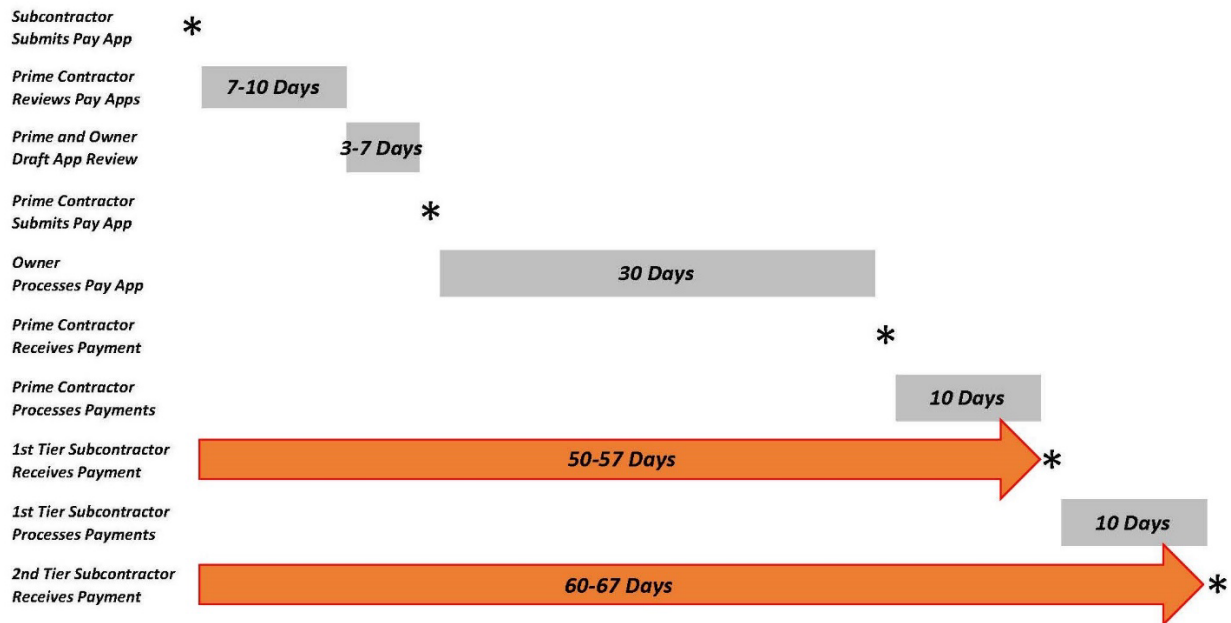 Subcontractor
Submits Pay App
*
Prime Contractor
Reviews Pay Apps
7-10 Days
Prime and Owner
Draft App Review
3-7 Days
Prime Contractor
Submits Pay App
*
Owner
Processes Pay App
30 Days
Prime Contractor
Receives Payment
*
Prime Contractor
Processes Payments
10 Days
1st Tier Subcontractor
Receives Payment
50-57 Days
*
1st Tier Subcontractor
Processes Payments
10 Days
2nd Tier Subcontractor
Receives Payment
60-67 Days
*